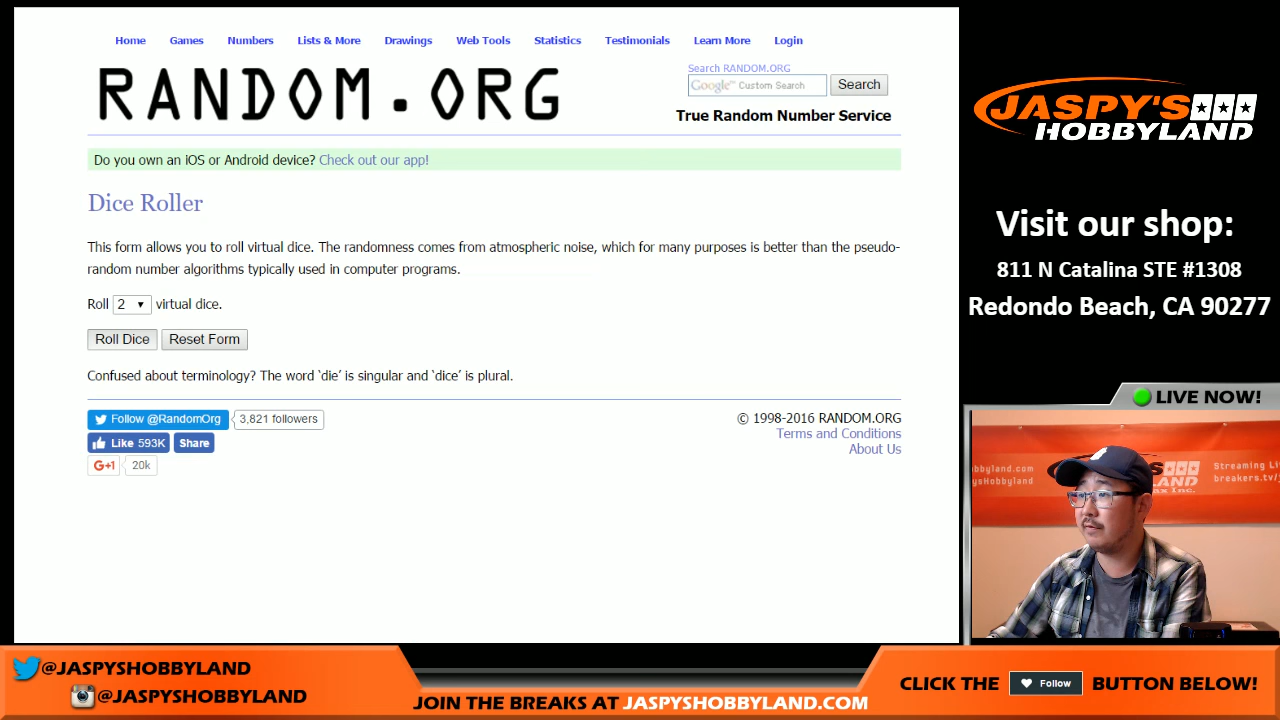 Home Games Numbers Lists & More Drawings Web Tools Statistics Testimonials Learn More Login
RANDOM.ORG
Search RANDOM.ORG
Google™ Custom Search Search
True Random Number Service
Do you own an iOS or Android device? Check out our app!
Dice Roller
This form allows you to roll virtual dice. The randomness comes from atmospheric noise, which for many purposes is better than the pseudo-
random number algorithms typically used in computer programs.
Roll 2 ▼ virtual dice.
Roll Dice Reset Form
Confused about terminology? The word ‘die’ is singular and ‘dice’ is plural.
Follow @RandomOrg 3,821 followers
Like 593K Share
G+1 20k
© 1998-2016 RANDOM.ORG
Terms and Conditions
About Us
JASPY'S
HOBBYLAND
Visit our shop:
811 N Catalina STE #1308
Redondo Beach, CA 90277
LIVE NOW!
Streaming Li
breakers.tv/j
@JASPYSHOBBYLAND
@JASPYSHOBBYLAND
JOIN THE BREAKS AT JASPYSHOBBYLAND.COM
CLICK THE Follow BUTTON BELOW!